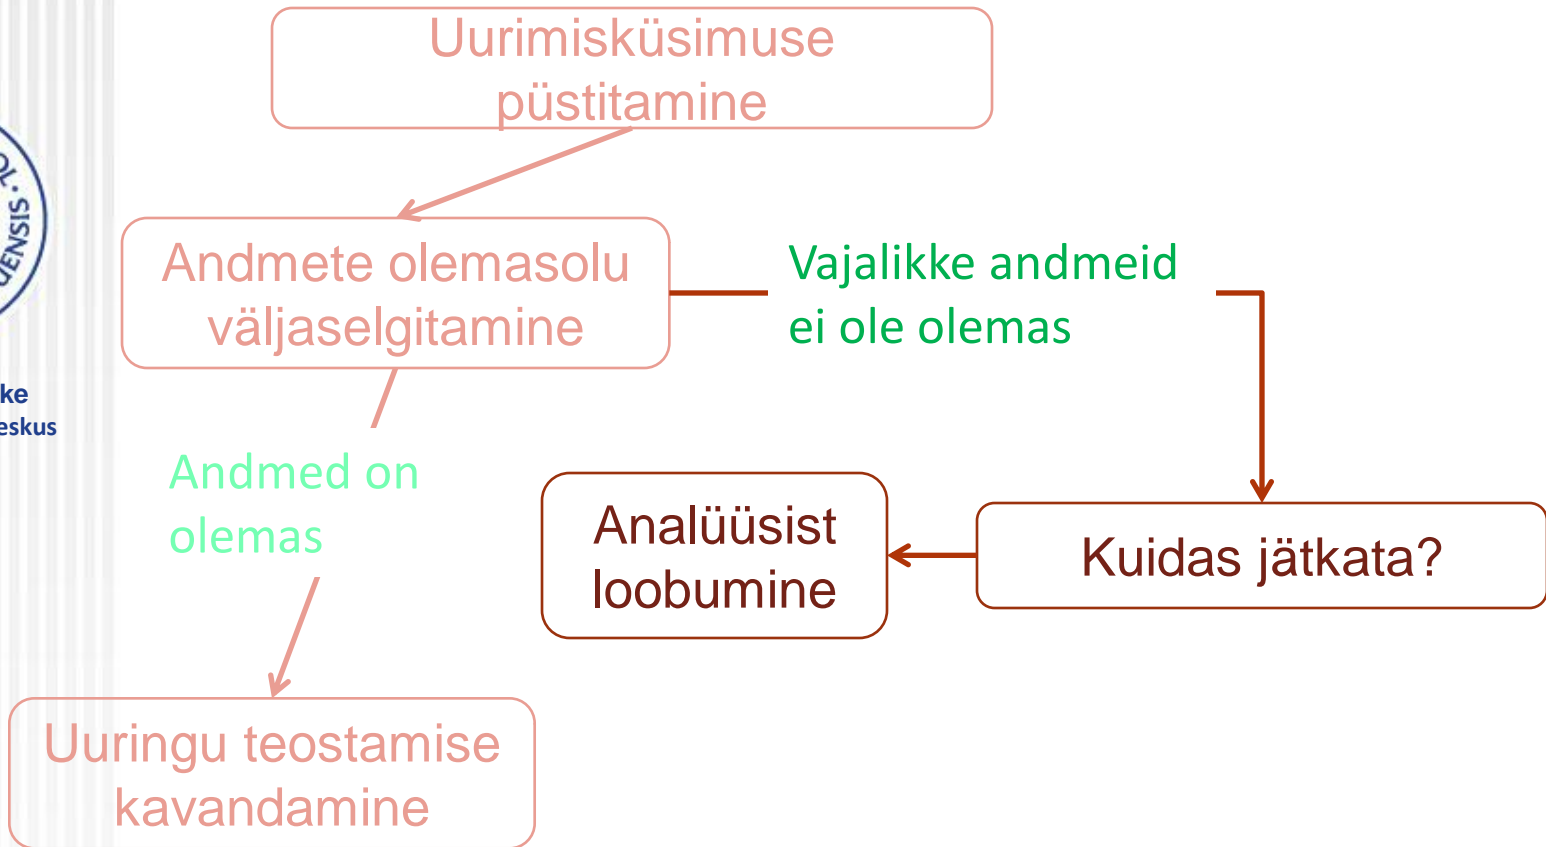 Uurimisküsimuse
püstitamine
Andmete olemasolu
väljaselgitamine
Vajalikke andmeid
ei ole olemas
Andmed on
olemas
Analüüsist
loobumine
Kuidas jätkata?
Uuringu teostamise
kavandamine